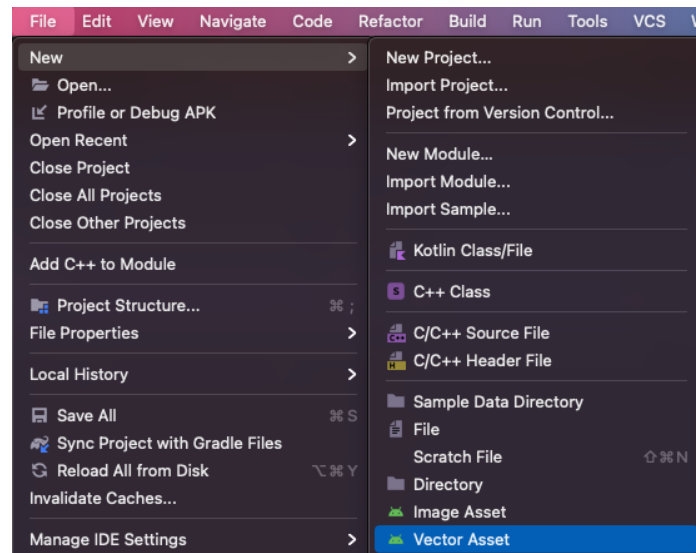 File Edit View Navigate Code Refactor Build Run Tools VCS
New >
Open...
Profile or Debug APK
Open Recent >
Close Project
Close All Projects
Close Other Projects
Add C++ to Module
Project Structure... ⌘ ;
File Properties >
Local History >
Save All ⌘ S
Sync Project with Gradle Files
Reload All from Disk ⌥ ⌘ Y
Invalidate Caches...
Manage IDE Settings >
New Project...
Import Project...
Project from Version Control...
New Module...
Import Module...
Import Sample...
Kotlin Class/File
S C++ Class
C/C++ Source File
C/C++ Header File
Sample Data Directory
File
Scratch File ⇧ ⌘ N
Directory
Image Asset
Vector Asset